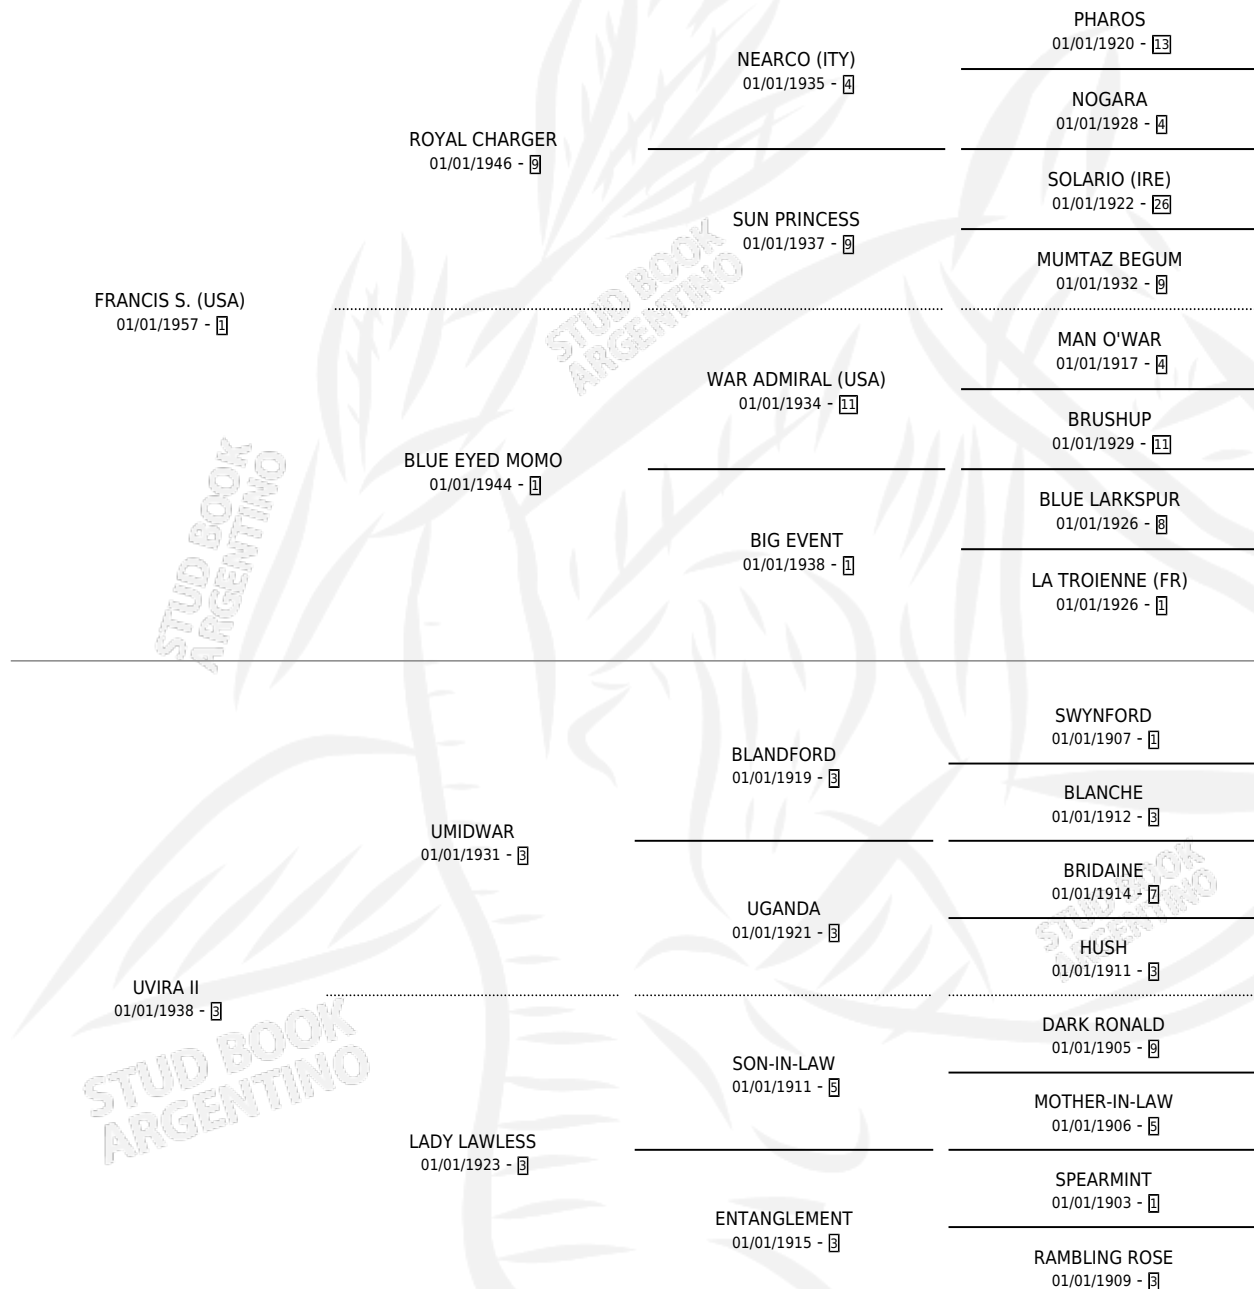 PHAROS
01/01/1920 - 13
NEARCO (ITY)
01/01/1935 - 4
NOGARA
01/01/1928 - 4
ROYAL CHARGER
01/01/1946 - 9
SOLARIO (IRE)
01/01/1922 - 26
SUN PRINCESS
01/01/1937 - 9
MUMTAZ BEGUM
01/01/1932 - 9
FRANCIS S. (USA)
01/01/1957 - 1
MAN O'WAR
01/01/1917 - 4
WAR ADMIRAL (USA)
01/01/1934 - 11
BRUSHUP
01/01/1929 - 11
BLUE EYED MOMO
01/01/1944 - 1
BLUE LARKSPUR
01/01/1926 - 8
BIG EVENT
01/01/1938 - 1
LA TROIENNE (FR)
01/01/1926 - 1
SWYNFORD
01/01/1907 - 1
BLANDFORD
01/01/1919 - 3
BLANCHE
01/01/1912 - 3
UMIDWAR
01/01/1931 - 3
BRIDAINE
01/01/1914 - 7
UGANDA
01/01/1921 - 3
HUSH
01/01/1911 - 3
UVIRA II
01/01/1938 - 3
DARK RONALD
01/01/1905 - 9
SON-IN-LAW
01/01/1911 - 5
MOTHER-IN-LAW
01/01/1906 - 5
LADY LAWLESS
01/01/1923 - 3
SPEARMINT
01/01/1903 - 1
ENTANGLEMENT
01/01/1915 - 3
RAMBLING ROSE
01/01/1909 - 3
STUD BOOK
ARGENTINO
STUD BOOK
ARGENTINO
STUD BOOK
ARGENTINO
STUD BOOK
ARGENTINO